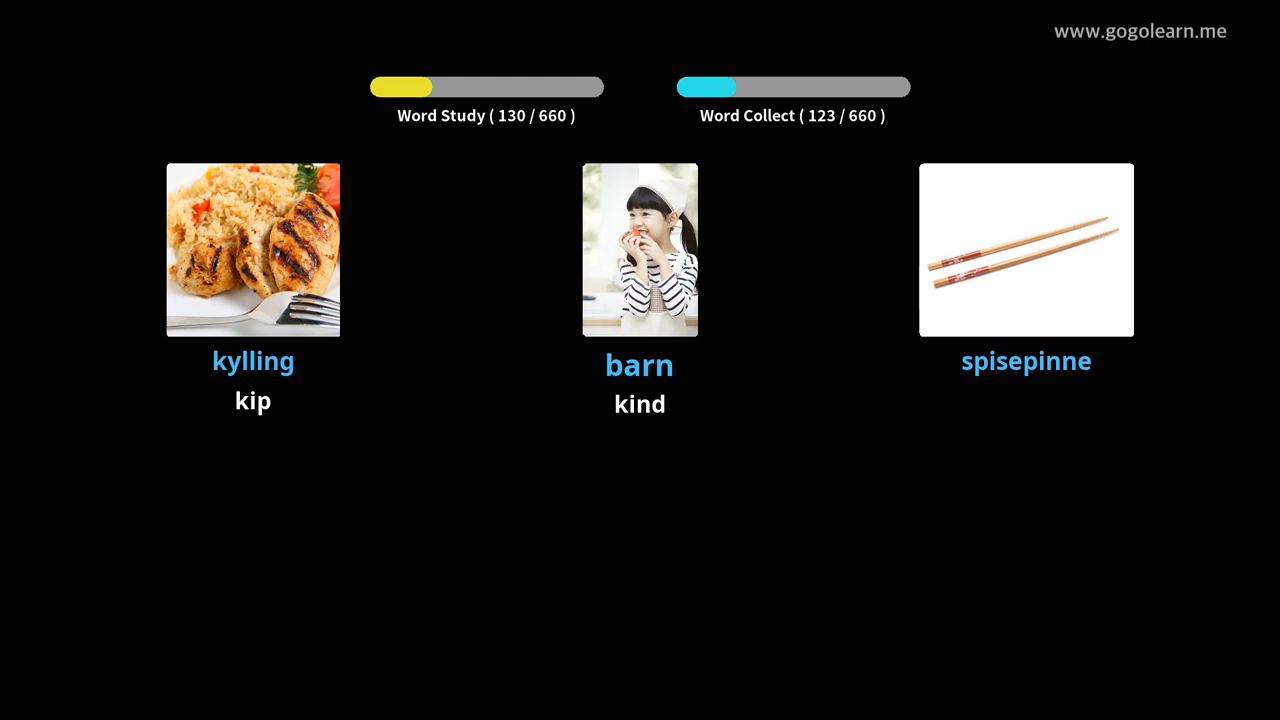 www.gogolearn.me
Word Study ( 130 / 660 )
Word Collect ( 123 / 660 )
kylling
kip
barn
kind
spisepinne